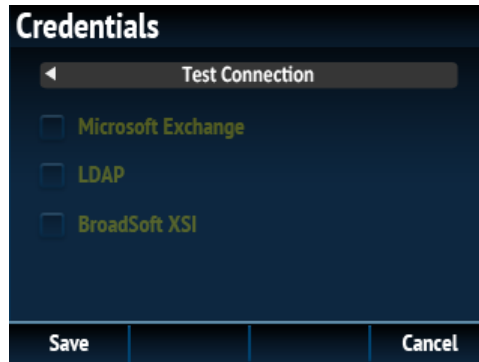 Credentials
Test Connection
Microsoft Exchange
LDAP
BroadSoft XSI
Save Cancel